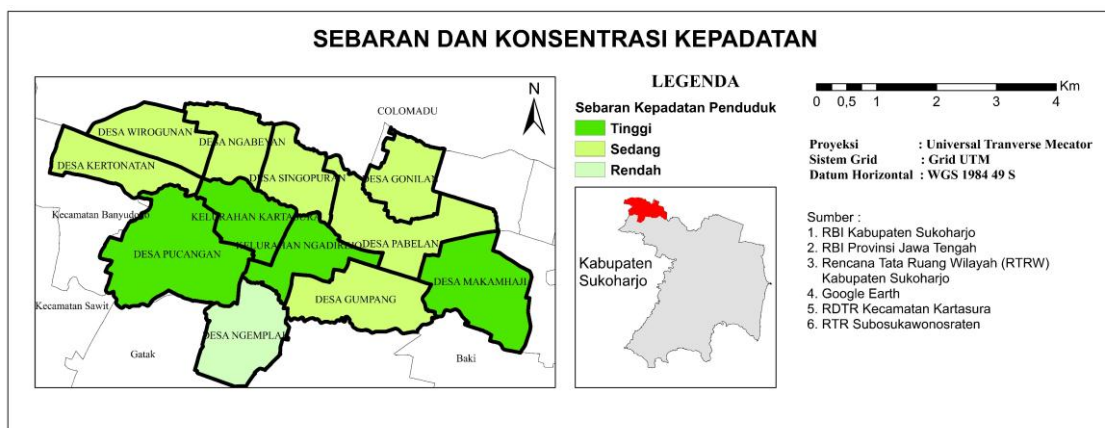 SEBARAN DAN KONSENTRASI KEPADATAN
N
COLOMADU
DESA WIROGUNAN
DESA NGABEYAN
DESA KERTONATAN
DESA SINGOPURAN
DESA GONILAN
Kecamatan Banyudono
KELURAHAN KARTASURA
KELURAHAN NGADIREJO
DESA PABELAN
DESA PUCANGAN
DESA MAKAMHAJI
DESA GUMPANG
Kecamatan Sawit
DESA NGEMPLAK
Gatak
Baki
LEGENDA
Sebaran Kepadatan Penduduk
Tinggi
Sedang
Rendah
Kabupaten
Sukoharjo
0 0,5 1 2 3 4 Km
Proyeksi : Universal Tranverse Mecator
Sistem Grid : Grid UTM
Datum Horizontal : WGS 1984 49 S
Sumber :
1. RBI Kabupaten Sukoharjo
2. RBI Provinsi Jawa Tengah
3. Rencana Tata Ruang Wilayah (RTRW)
Kabupaten Sukoharjo
4. Google Earth
5. RDTR Kecamatan Kartasura
6. RTR Subosukawonosraten